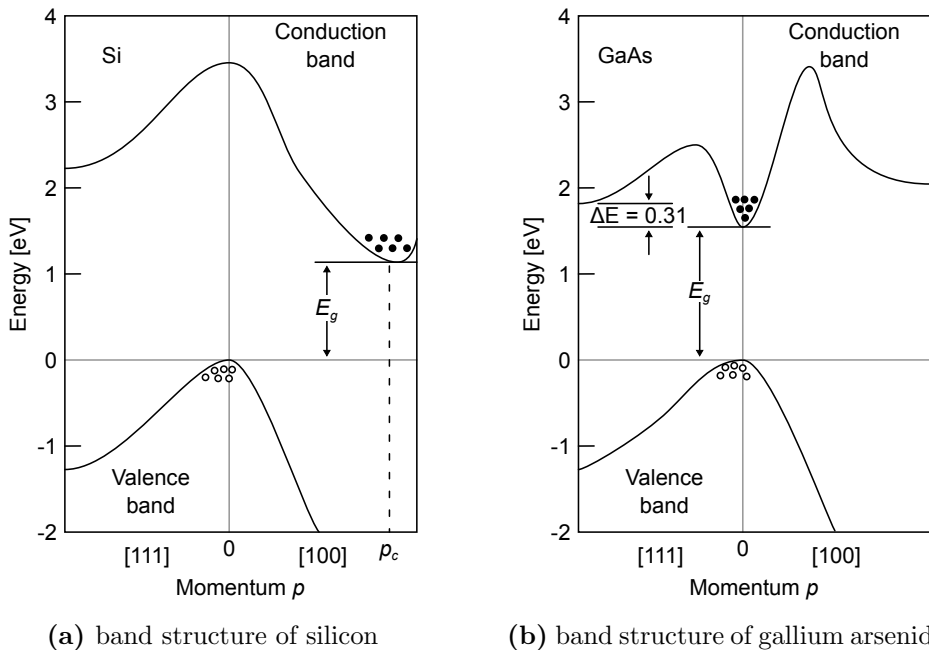 4
3
2
1
0
-1
-2
Energy [eV]
Si
Conduction
band
E_g
Valence
band
[111]
0
[100]
p_c
Momentum p
(a) band structure of silicon
4
3
2
1
0
-1
-2
Energy [eV]
GaAs
Conduction
band
ΔE = 0.31
E_g
Valence
band
[111]
0
[100]
Momentum p
(b) band structure of gallium arsenid